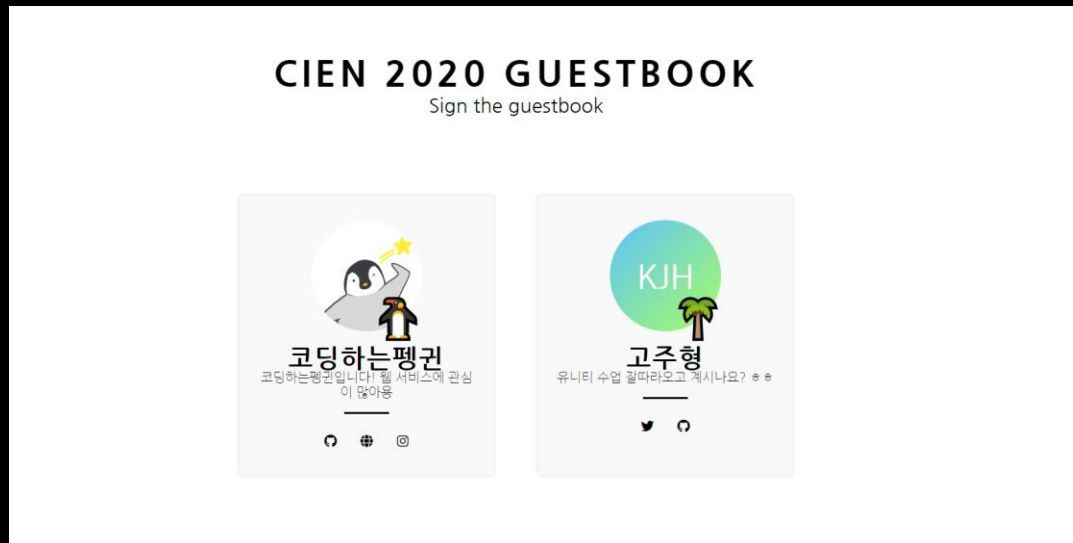 CIEN 2020 GUESTBOOK
Sign the guestbook
코딩하는펭귄
코딩하는펭귄입니다! 웹 서비스에 관심
이 많아용
KJH
고주형
유니티 수업 잘따라오고 계시나요? ㅎㅎ